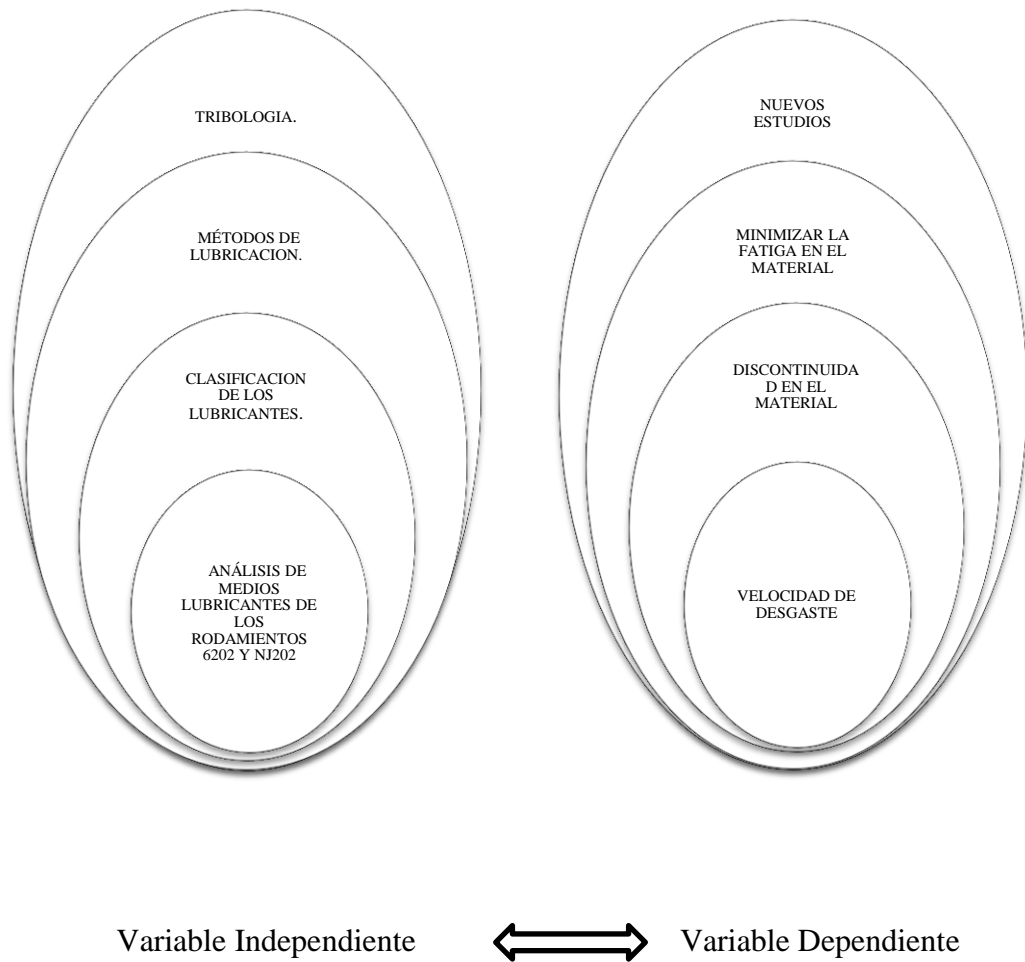 TRIBOLOGIA.
MÉTODOS DE
LUBRICACION.
CLASIFICACION
DE LOS
LUBRICANTES.
ANÁLISIS DE
MEDIOS
LUBRICANTES DE
LOS
RODAMIENTOS
6202 Y NJ202
NUEVOS
ESTUDIOS
MINIMIZAR LA
FATIGA EN EL
MATERIAL
DISCONTINUIDA
D EN EL
MATERIAL
VELOCIDAD DE
DESGASTE
Variable Independiente
Variable Dependiente